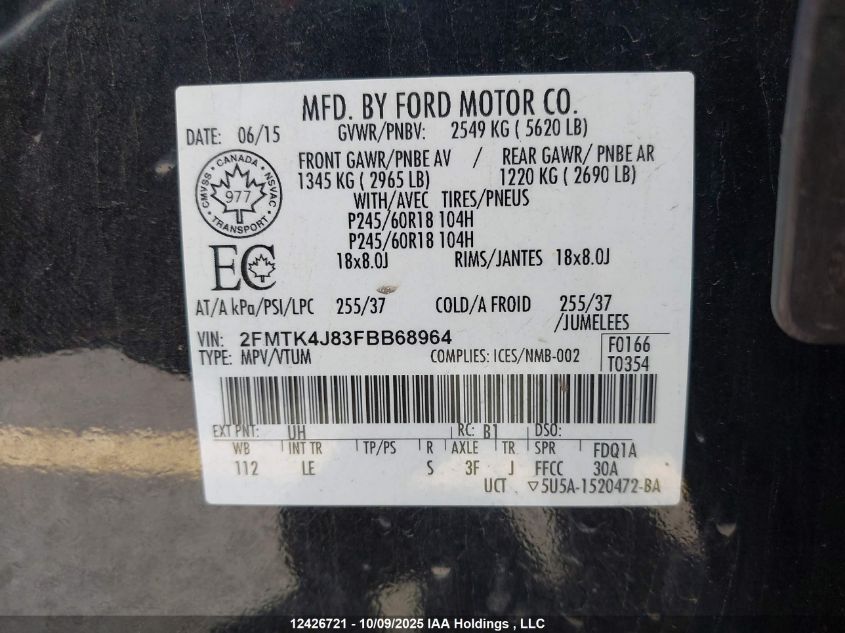 MFD. BY FORD MOTOR CO.
DATE: 06/15
GVWR/PNBV: 2549 KG ( 5620 LB)
FRONT GAWR/PNBE AV / REAR GAWR/ PNBE AR
1345 KG ( 2965 LB) 1220 KG ( 2690 LB)
WITH/AVEC TIRES/PNEUS
P245/60R18 104H
P245/60R18 104H
18x8.0J RIMS/JANTES 18x8.0J
CMVSS • CANADA • NSVAC • TRANSPORT
977
EC
AT/A kPa/PSI/LPC 255/37 COLD/A FROID 255/37
/JUMELEES
VIN: 2FMTK4J83FBB68964
TYPE: MPV/VTUM COMPLIES: ICES/NMB-002
F0166
T0354
EXT PNT: UH RC: B1 DSO:
WB INT TR TP/PS R AXLE TR SPR FDQ1A
112 LE S 3F J FFCC 30A
UCT ▽5U5A-1520472-BA
12426721 - 10/09/2025 IAA Holdings , LLC